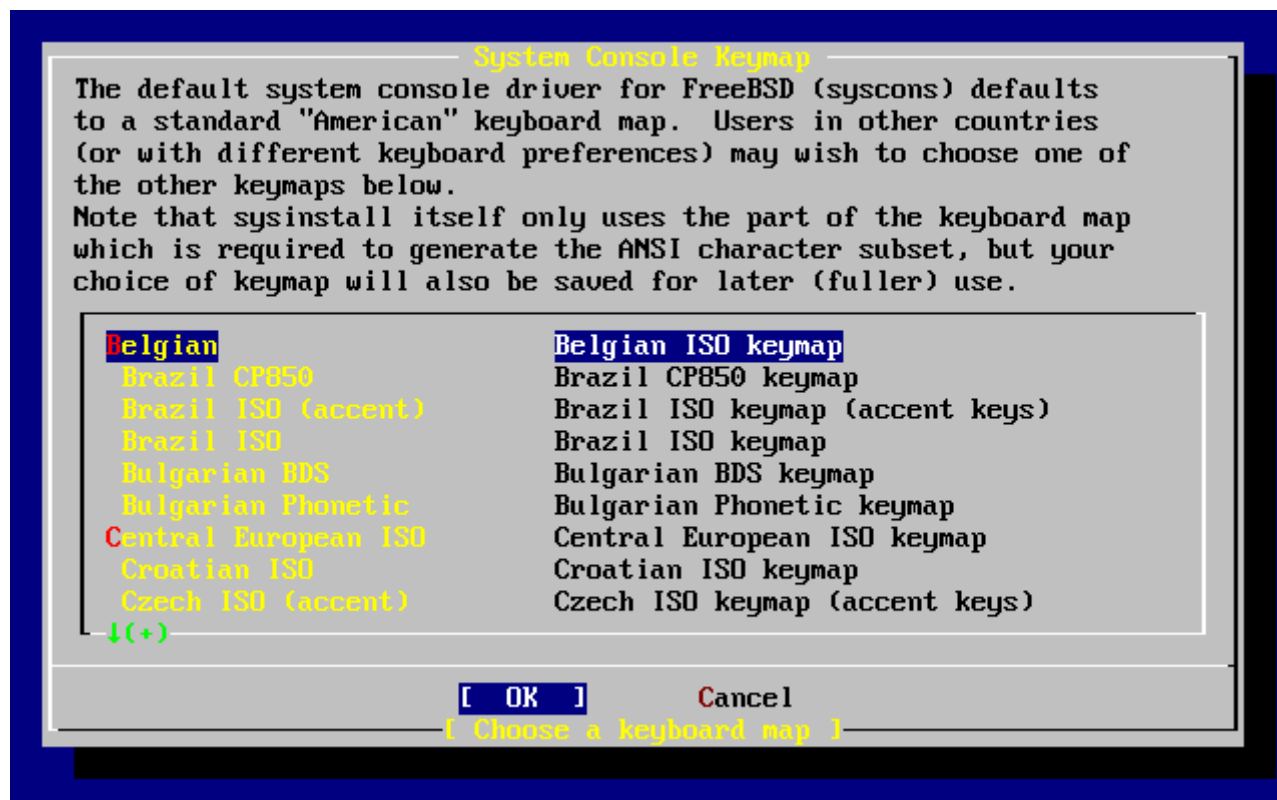 System Console Keymap
The default system console driver for FreeBSD (syscons) defaults
to a standard "American" keyboard map.  Users in other countries
(or with different keyboard preferences) may wish to choose one of
the other keymaps below.
Note that sysinstall itself only uses the part of the keyboard map
which is required to generate the ANSI character subset, but your
choice of keymap will also be saved for later (fuller) use.
Belgian Belgian ISO keymap
Brazil CP850 Brazil CP850 keymap
Brazil ISO (accent) Brazil ISO keymap (accent keys)
Brazil ISO Brazil ISO keymap
Bulgarian BDS Bulgarian BDS keymap
Bulgarian Phonetic Bulgarian Phonetic keymap
Central European ISO Central European ISO keymap
Croatian ISO Croatian ISO keymap
Czech ISO (accent) Czech ISO keymap (accent keys)
↓(+)
[ OK ] Cancel
[ Choose a keyboard map ]